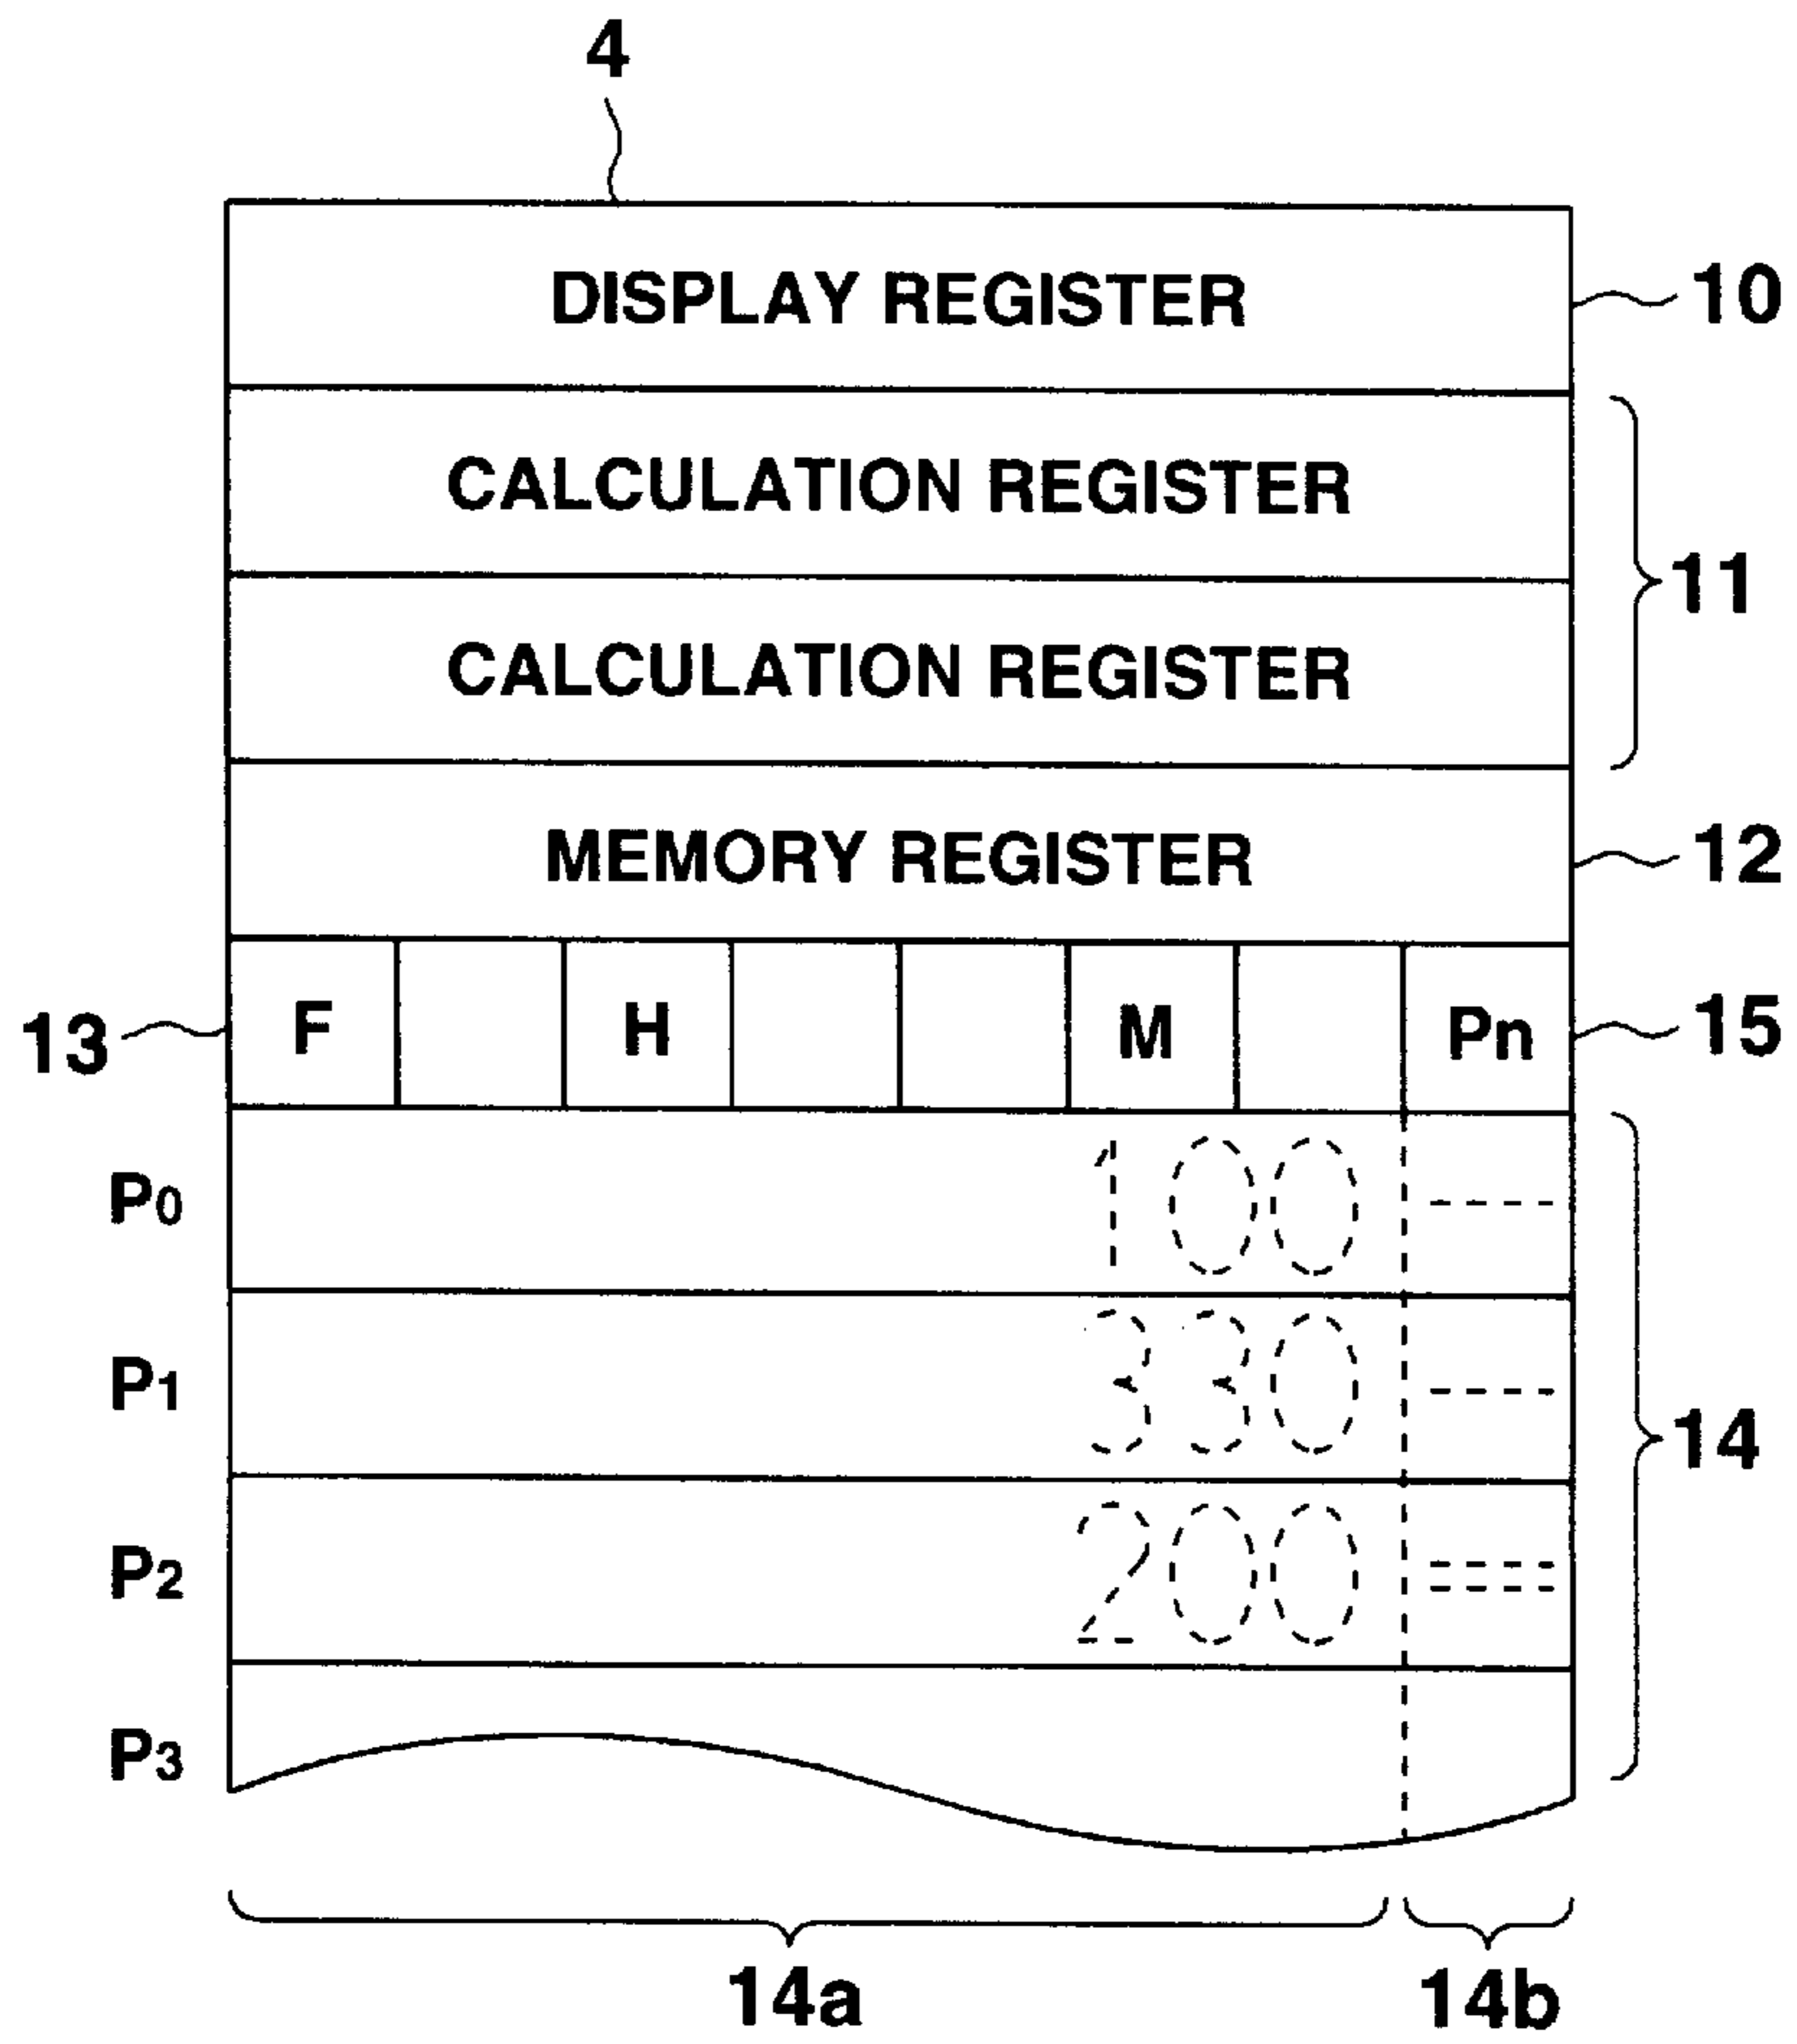 4
DISPLAY REGISTER 10
CALCULATION REGISTER
11
CALCULATION REGISTER
MEMORY REGISTER 12
13 F H M Pn 15
P0 100 -
P1 330 -
14
P2 200 =
P3
14a 14b